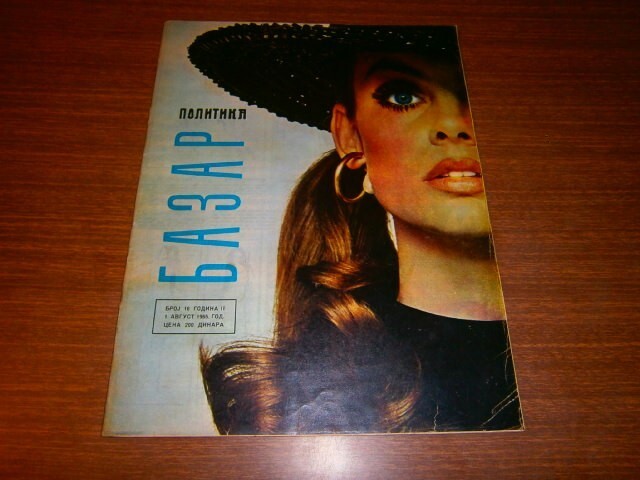 ПОЛИТИКА
БАЗАР
БРОЈ 16 ГОДИНА II
1 АВГУСТ 1965. ГОД.
ЦЕНА 200 ДИНАРА